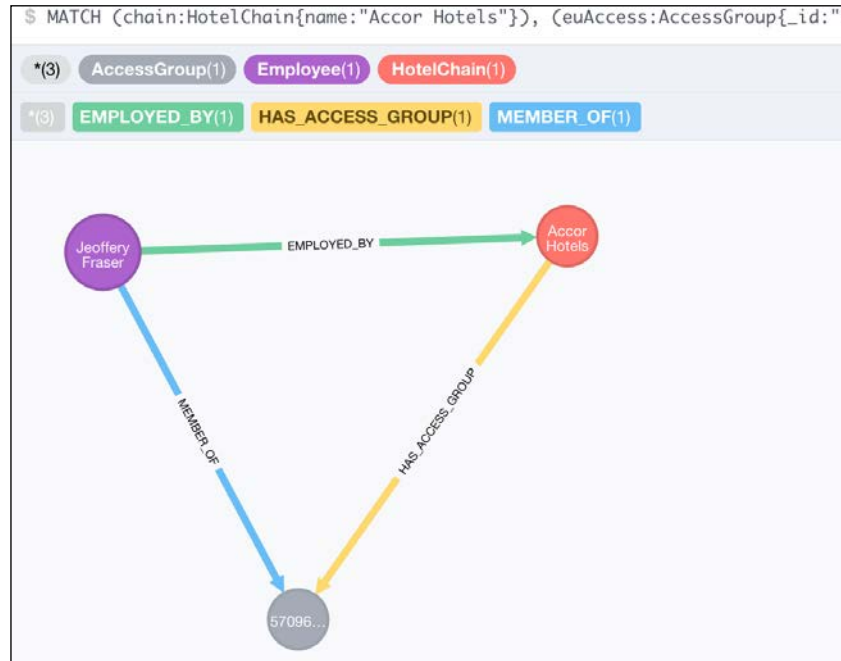 $ MATCH (chain:HotelChain{name:"Accor Hotels"}), (euAccess:AccessGroup{_id:"
*(3) AccessGroup(1) Employee(1) HotelChain(1)
*(3) EMPLOYED_BY(1) HAS_ACCESS_GROUP(1) MEMBER_OF(1)
Jeoffery
Fraser
EMPLOYED_BY
Accor
Hotels
MEMBER_OF
HAS_ACCESS_GROUP
57096...